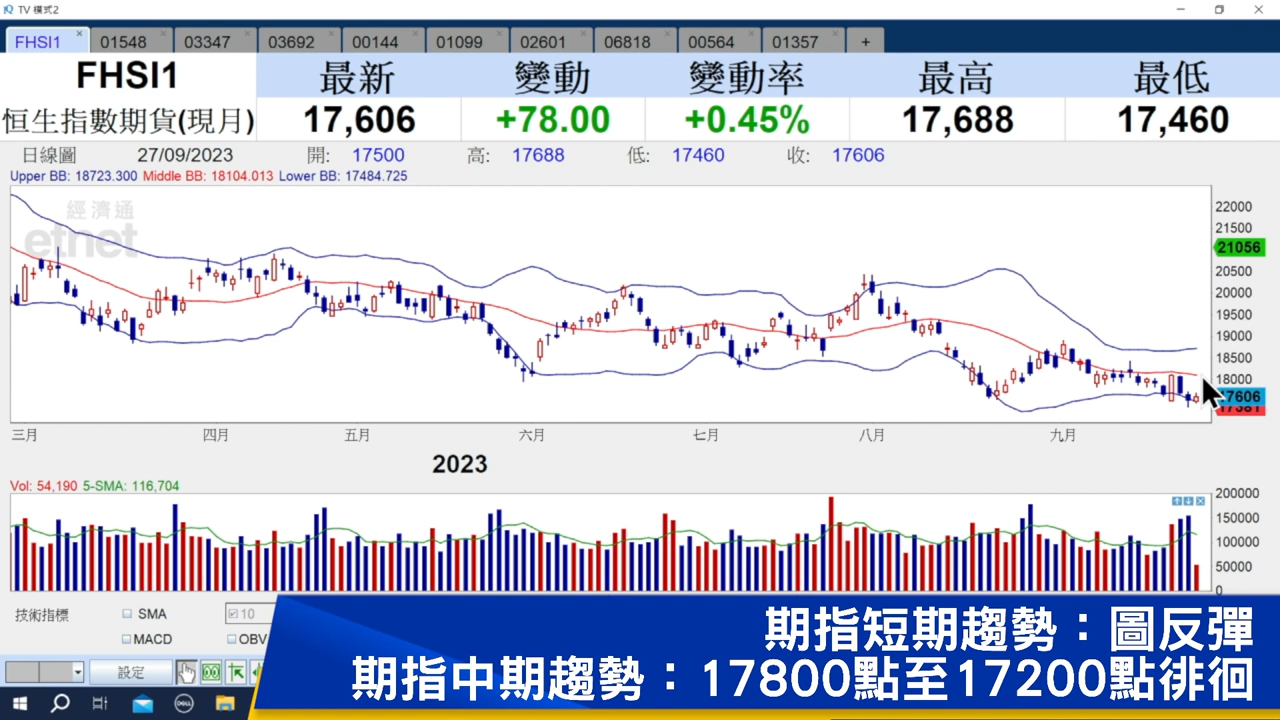 TV 模式2
FHSI1 01548 03347 03692 00144 01099 02601 06818 00564 01357 +
FHSI1 最新 變動 變動率 最高 最低
恒生指數期貨(現月) 17,606 +78.00 +0.45% 17,688 17,460
日線圖 27/09/2023 開: 17500 高: 17688 低: 17460 收: 17606
Upper BB: 18723.300 Middle BB: 18104.013 Lower BB: 17484.725
經濟通
etnet
22000
21500
21056
20500
20000
19500
19000
18500
18000
17606
17381
三月 四月 五月 六月 七月 八月 九月
2023
Vol: 54,190 5-SMA: 116,704
200000
150000
100000
50000
0
技術指標 SMA 10
MACD OBV
設定
DELL
期指短期趨勢：圖反彈
期指中期趨勢：17800點至17200點徘徊